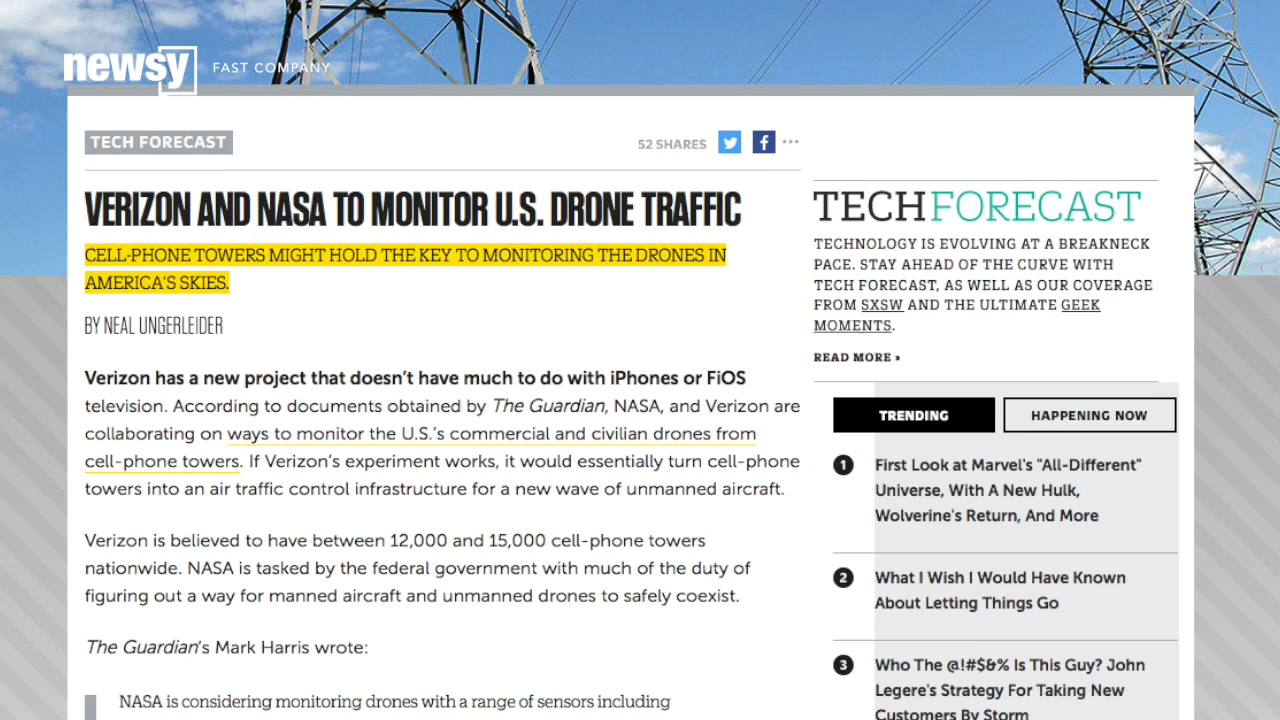 newsy FAST COMPANY
TECH FORECAST
52 SHARES
VERIZON AND NASA TO MONITOR U.S. DRONE TRAFFIC
CELL-PHONE TOWERS MIGHT HOLD THE KEY TO MONITORING THE DRONES IN
AMERICA'S SKIES.
BY NEAL UNGERLEIDER
Verizon has a new project that doesn't have much to do with iPhones or FiOS
television. According to documents obtained by The Guardian, NASA, and Verizon are
collaborating on ways to monitor the U.S.'s commercial and civilian drones from
cell-phone towers. If Verizon's experiment works, it would essentially turn cell-phone
towers into an air traffic control infrastructure for a new wave of unmanned aircraft.
Verizon is believed to have between 12,000 and 15,000 cell-phone towers
nationwide. NASA is tasked by the federal government with much of the duty of
figuring out a way for manned aircraft and unmanned drones to safely coexist.
The Guardian's Mark Harris wrote:
NASA is considering monitoring drones with a range of sensors including
TECHFORECAST
TECHNOLOGY IS EVOLVING AT A BREAKNECK
PACE. STAY AHEAD OF THE CURVE WITH
TECH FORECAST, AS WELL AS OUR COVERAGE
FROM SXSW AND THE ULTIMATE GEEK
MOMENTS.
READ MORE »
TRENDING
HAPPENING NOW
1 First Look at Marvel's "All-Different"
Universe, With A New Hulk,
Wolverine's Return, And More
2 What I Wish I Would Have Known
About Letting Things Go
3 Who The @!#$&% Is This Guy? John
Legere's Strategy For Taking New
Customers By Storm